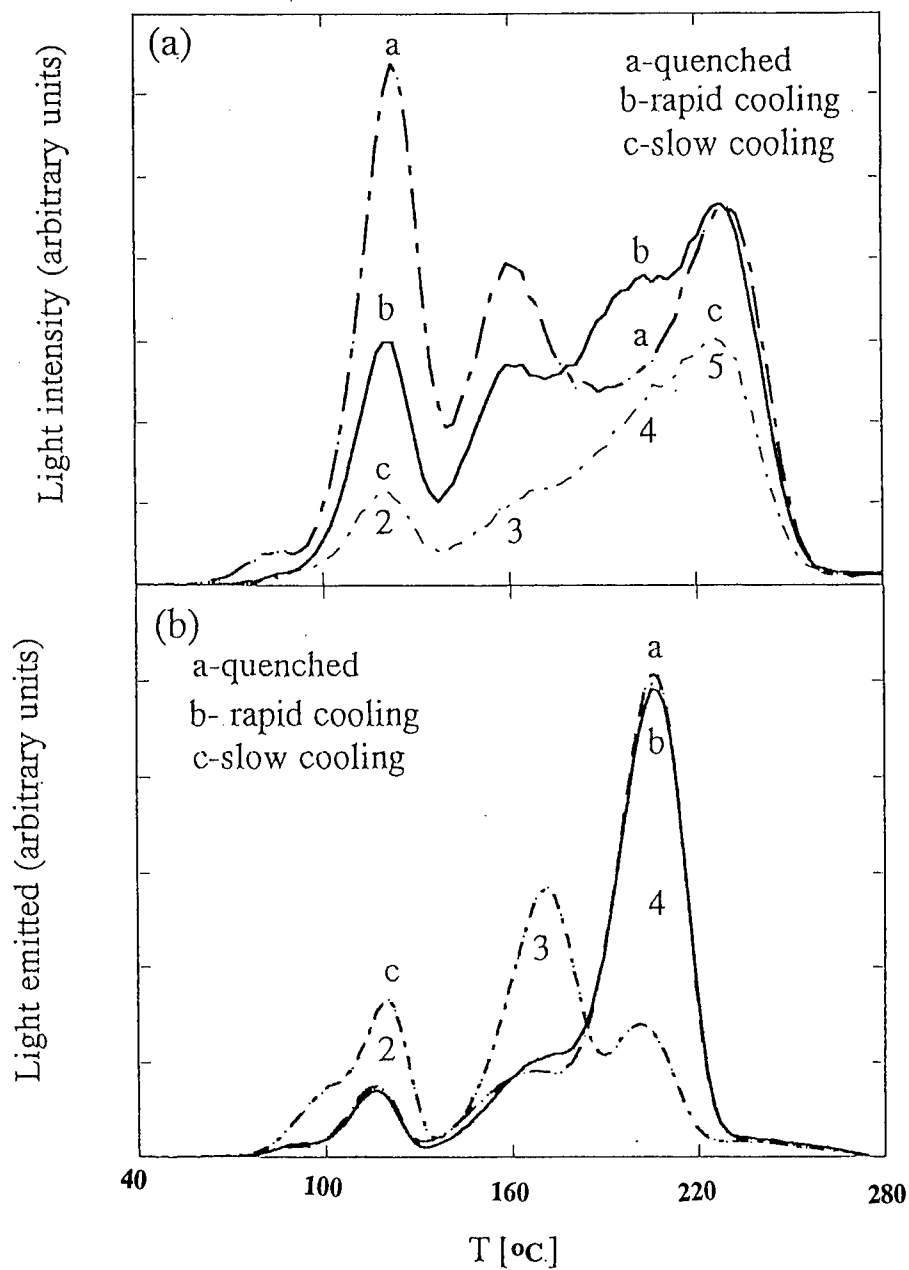 (a)
a
a-quenched
b-rapid cooling
c-slow cooling
Light intensity (arbitrary units)
b
b
a
c
5
4
c
2
3
(b)
a
a-quenched
b- rapid cooling
c-slow cooling
b
Light emitted (arbitrary units)
4
3
c
2
40 100 160 220 280
T [°C]